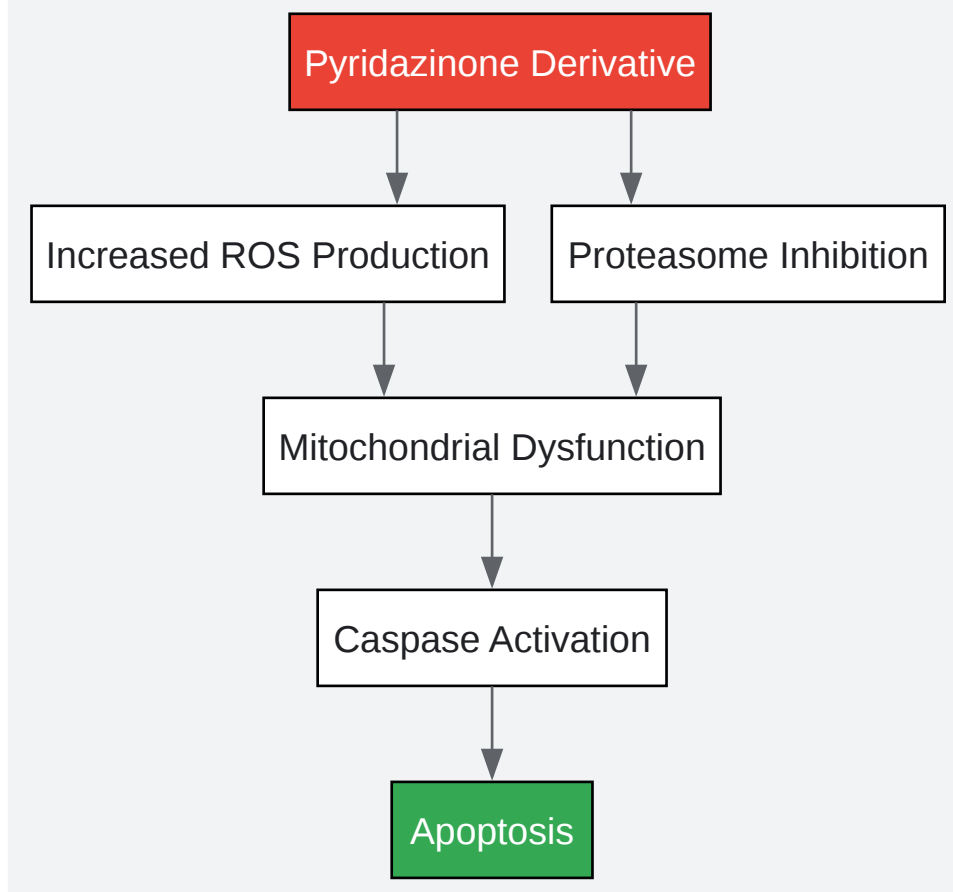 Pyridazinone Derivative
Increased ROS Production
Proteasome Inhibition
Mitochondrial Dysfunction
Caspase Activation
Apoptosis